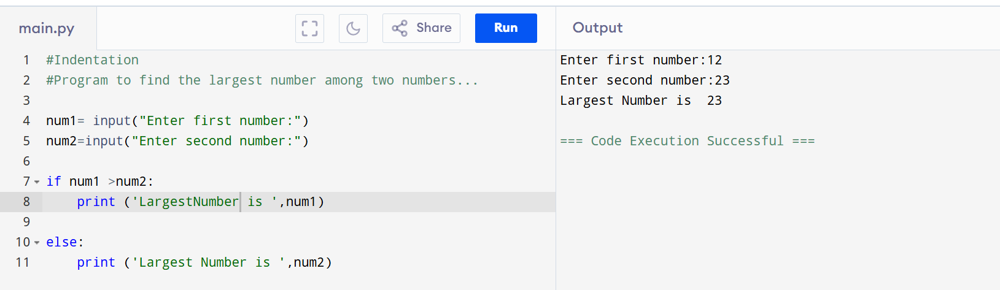 main.py
Share
Run
Output
1 #Indentation
2 #Program to find the largest number among two numbers...
3
4 num1= input("Enter first number:")
5 num2=input("Enter second number:")
6
7 if num1 >num2:
8     print ('LargestNumber is ',num1)
9
10 else:
11     print ('Largest Number is ',num2)
Enter first number:12
Enter second number:23
Largest Number is  23
=== Code Execution Successful ===